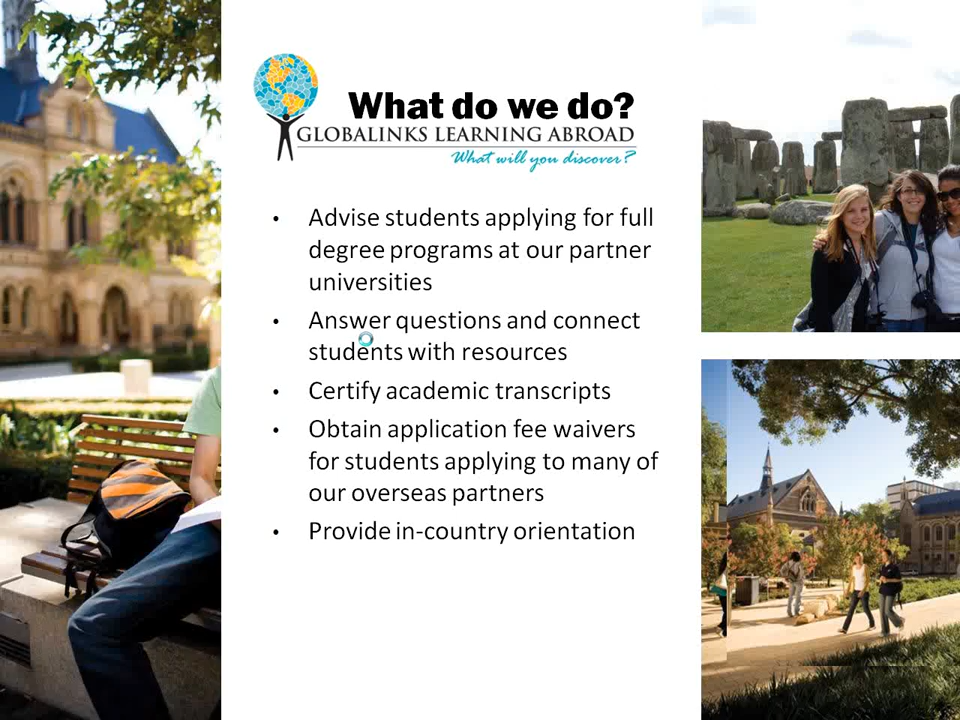 What do we do?
GLOBALINKS LEARNING ABROAD
What will you discover?
• Advise students applying for full
degree programs at our partner
universities
• Answer questions and connect
students with resources
• Certify academic transcripts
• Obtain application fee waivers
for students applying to many of
our overseas partners
• Provide in-country orientation